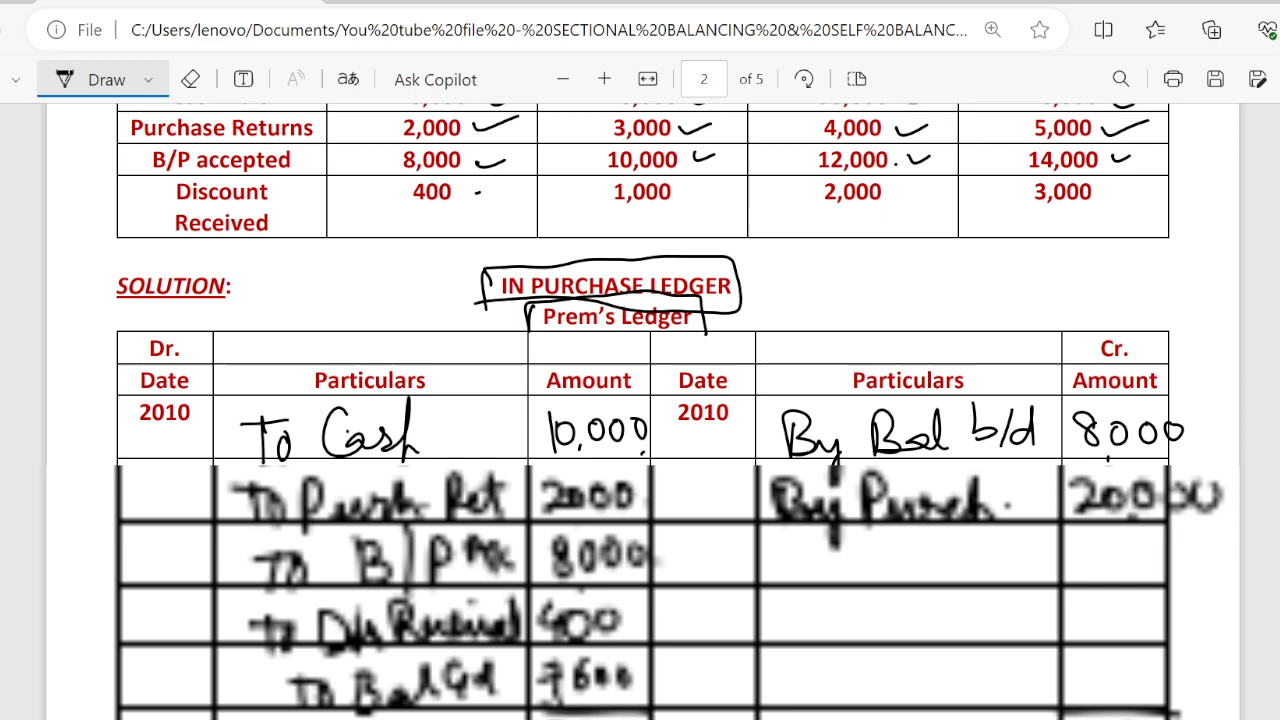 File C:/Users/lenovo/Documents/You%20tube%20file%20-%20SECTIONAL%20BALANCING%20&%20SELF%20BALANC...
Draw Ask Copilot 2 of 5
Purchase Returns 2,000 3,000 4,000 5,000
B/P accepted 8,000 10,000 12,000 14,000
Discount Received 400 1,000 2,000 3,000
SOLUTION: IN PURCHASE LEDGER
Prem's Ledger
Dr. Cr.
Date Particulars Amount Date Particulars Amount
2010 To Cash 10,000 2010 By Bal b/d 8000
To Purch Ret 2000 By Purch. 20,000
To B/P 8000
To 400
To Bal 7600